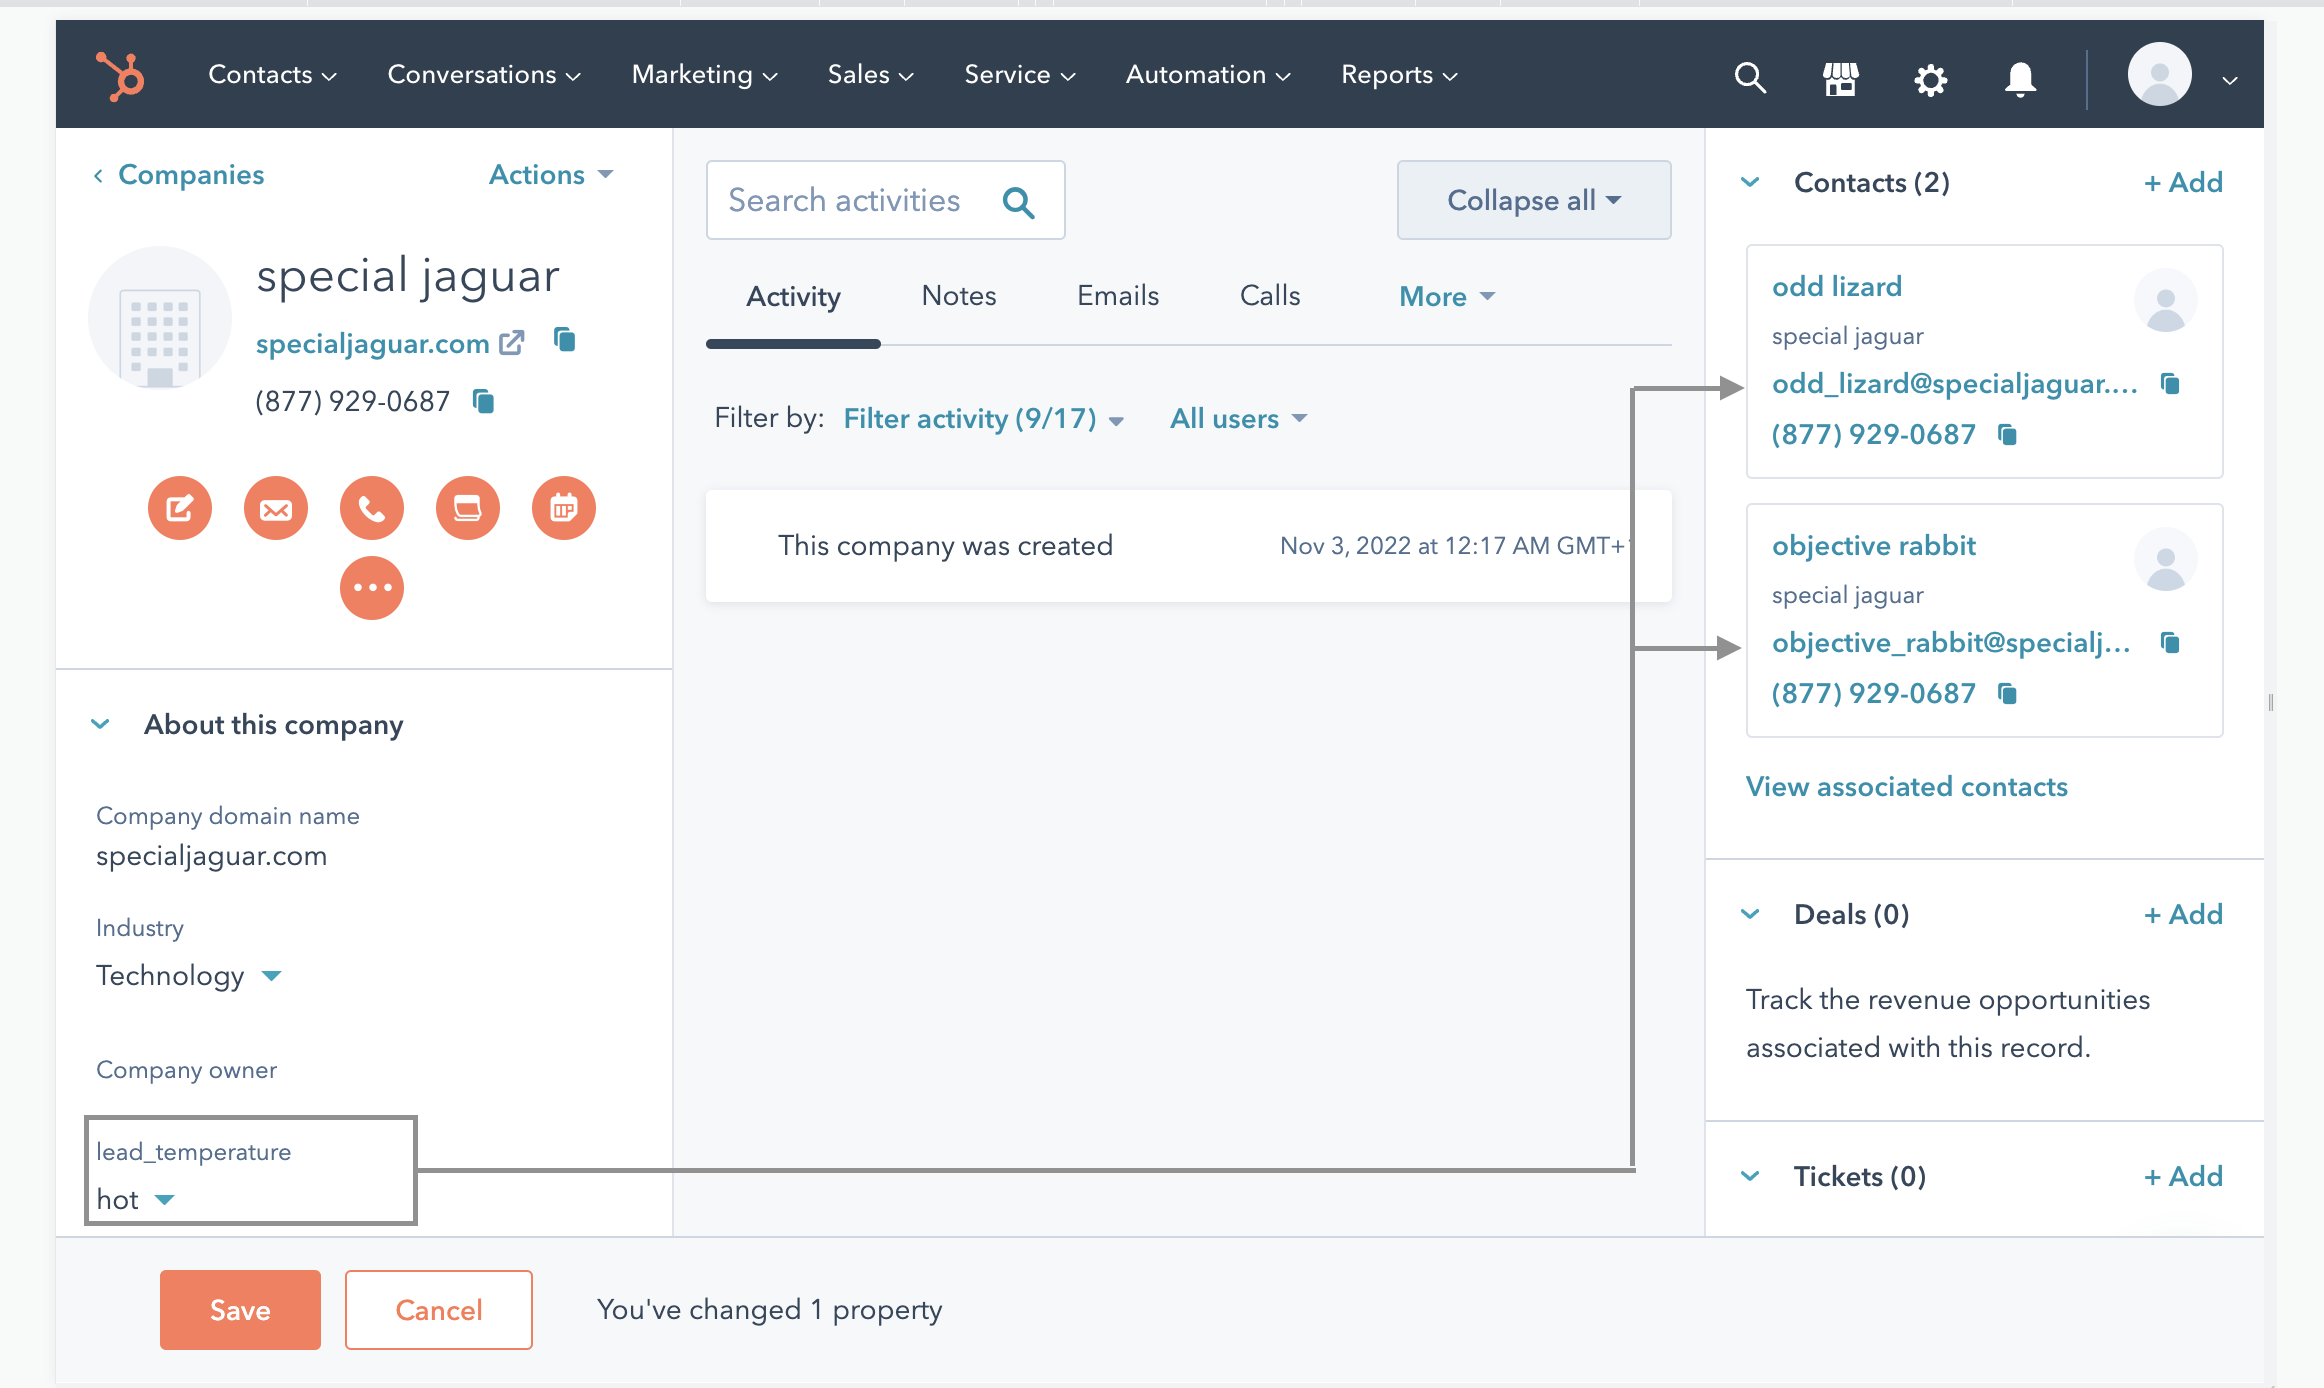 Contacts Conversations Marketing Sales Service Automation Reports
Companies
Actions
special jaguar
specialjaguar.com
(877) 929-0687
About this company
Company domain name
specialjaguar.com
Industry
Technology
Company owner
lead_temperature
hot
Search activities
Collapse all
Activity Notes Emails Calls More
Filter by: Filter activity (9/17) All users
This company was created Nov 3, 2022 at 12:17 AM GMT+
Contacts (2) + Add
odd lizard
special jaguar
odd_lizard@specialjaguar....
(877) 929-0687
objective rabbit
special jaguar
objective_rabbit@specialj...
(877) 929-0687
View associated contacts
Deals (0) + Add
Track the revenue opportunities
associated with this record.
Tickets (0) + Add
Save Cancel You've changed 1 property